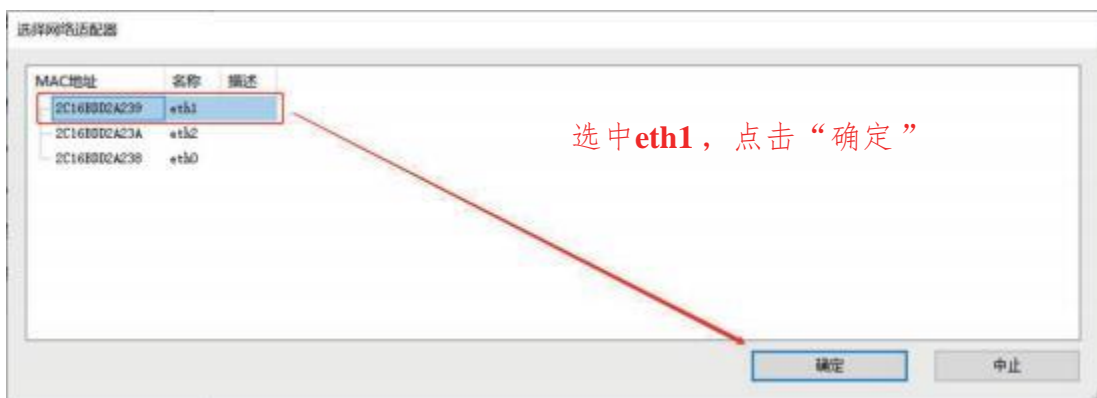 选择网络适配器
MAC地址 名称 描述
2C16BDD2A239 eth1
2C16BDD2A23A eth2
2C16BDD2A238 eth0
选中eth1，点击“确定”
确定 中止